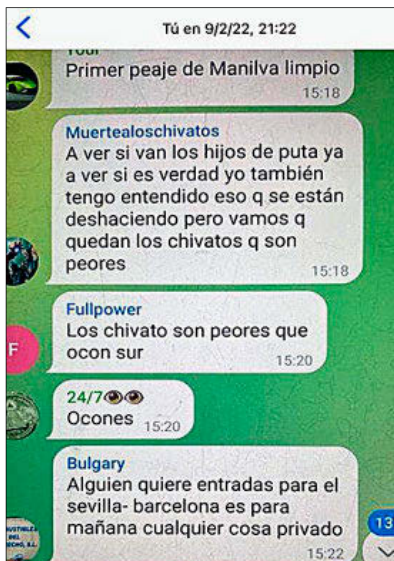 Tú en 9/2/22, 21:22
Your
Primer peaje de Manilva limpio
15:18
Muertealoschivatos
A ver si van los hijos de puta ya
a ver si es verdad yo también
tengo entendido eso q se están
deshaciendo pero vamos q
quedan los chivatos q son
peores
15:18
Fullpower
Los chivato son peores que
ocon sur
15:20
F
24/7👁👁
Ocones 15:20
Bulgary
Alguien quiere entradas para el
sevilla- barcelona es para
mañana cualquier cosa privado
15:22
13
DEL